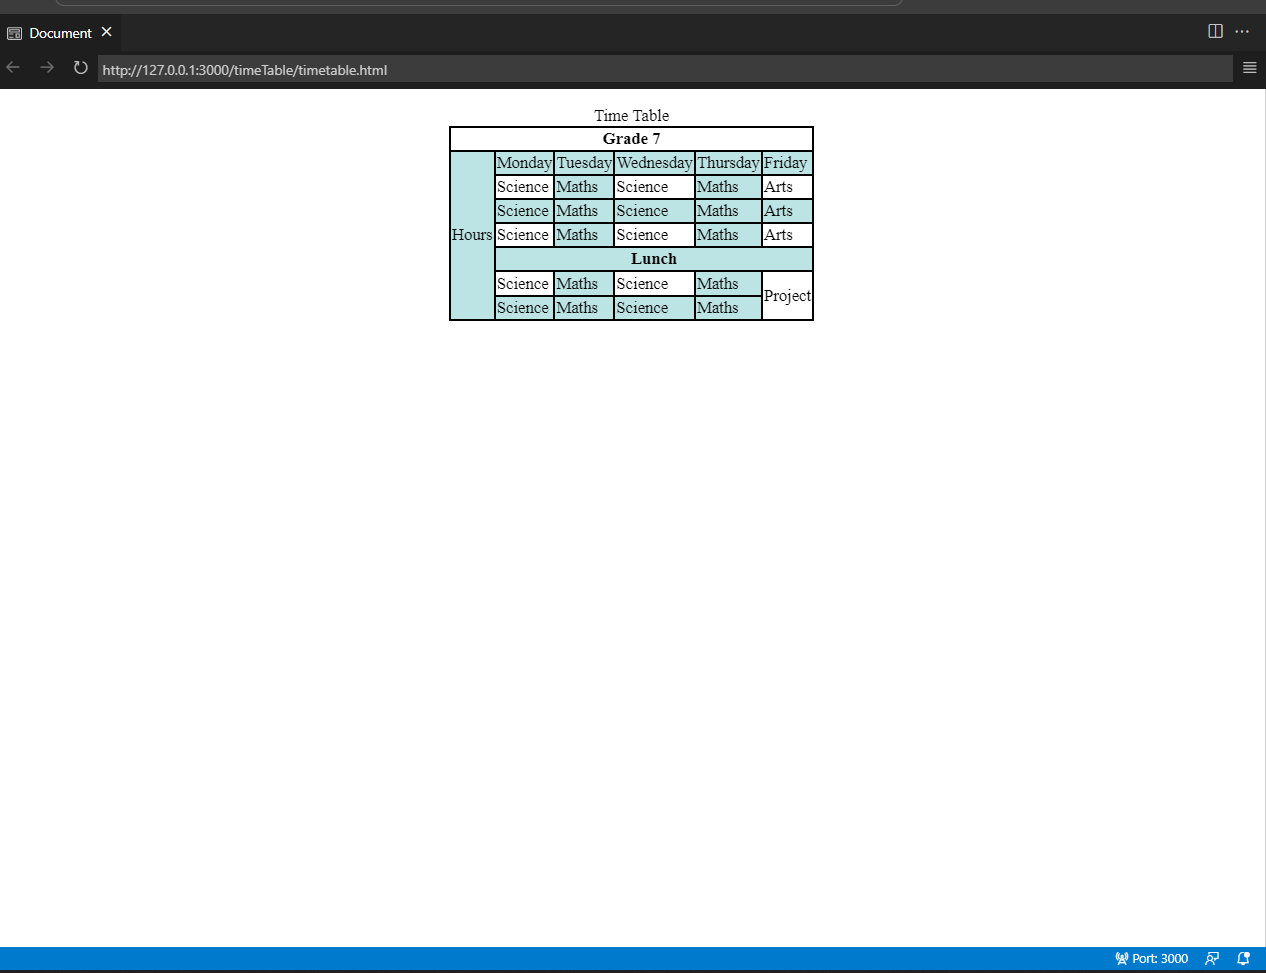 Document
http://127.0.0.1:3000/timeTable/timetable.html
Time Table
Grade 7
Monday Tuesday Wednesday Thursday Friday
Science Maths Science Maths Arts
Science Maths Science Maths Arts
Hours Science Maths Science Maths Arts
Lunch
Science Maths Science Maths
Project
Science Maths Science Maths
Port: 3000